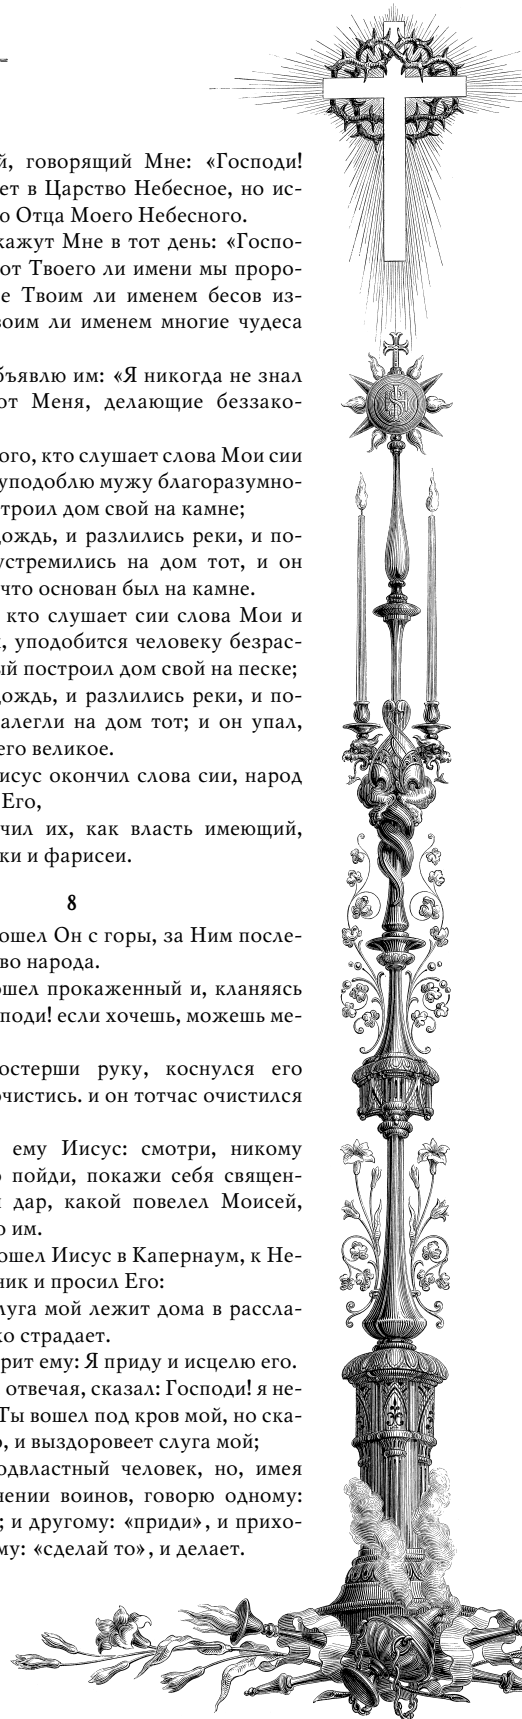 й, говорящий Мне: «Господи!
ет в Царство Небесное, но ис-
о Отца Моего Небесного.
кажут Мне в тот день: «Госпо-
от Твоего ли имени мы проро-
е Твоим ли именем бесов из-
воим ли именем многие чудеса
бъявлю им: «Я никогда не знал
от Меня, делающие беззако-
ого, кто слушает слова Мои сии
уподоблю мужу благоразумно-
троил дом свой на камне;
дождь, и разлились реки, и по-
устремились на дом тот, и он
что основан был на камне.
кто слушает сии слова Мои и
, уподобится человеку безрас-
ый построил дом свой на песке;
дождь, и разлились реки, и по-
алегли на дом тот; и он упал,
его великое.
исус окончил слова сии, народ
Его,
чил их, как власть имеющий,
ки и фарисеи.
8
ошел Он с горы, за Ним после-
во народа.
ошел прокаженный и, кланяясь
споди! если хочешь, можешь ме-
остерши руку, коснулся его
очистись. и он тотчас очистился
ему Иисус: смотри, никому
о пойди, покажи себя священ-
и дар, какой повелел Моисей,
о им.
ошел Иисус в Капернаум, к Не-
ник и просил Его:
луга мой лежит дома в рассла-
ко страдает.
рит ему: Я приду и исцелю его.
отвечая, сказал: Господи! я не-
Ты вошел под кров мой, но ска-
о, и выздоровеет слуга мой;
одвластный человек, но, имея
нении воинов, говорю одному:
; и другому: «приди», и прихо-
му: «сделай то», и делает.